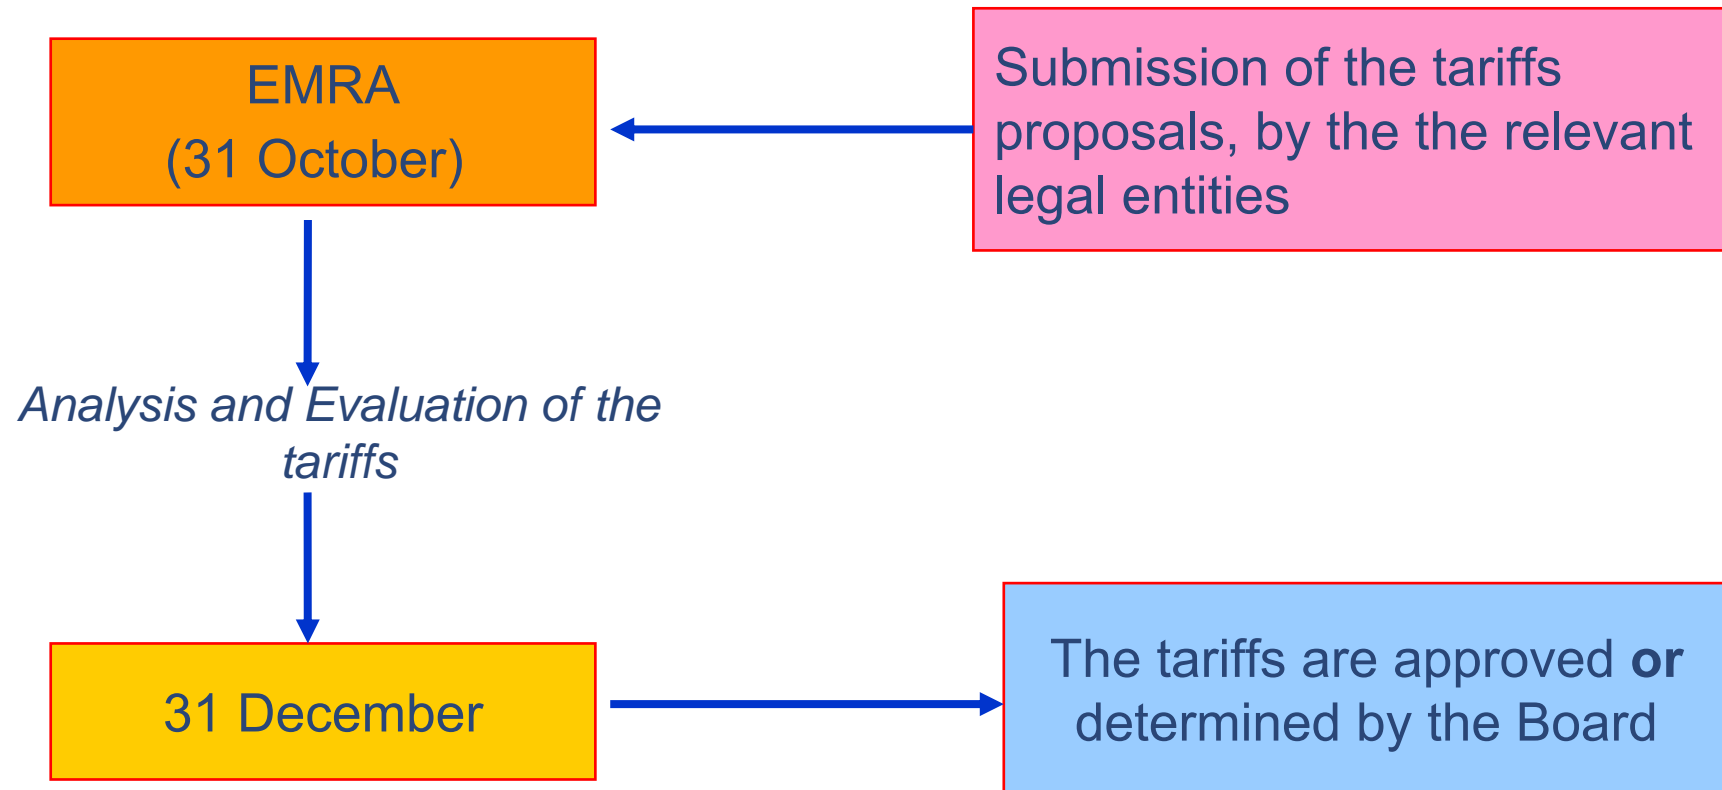 EMRA
(31 October)
Submission of the tariffs
proposals, by the the relevant
legal entities
Analysis and Evaluation of the
tariffs
31 December
The tariffs are approved or
determined by the Board